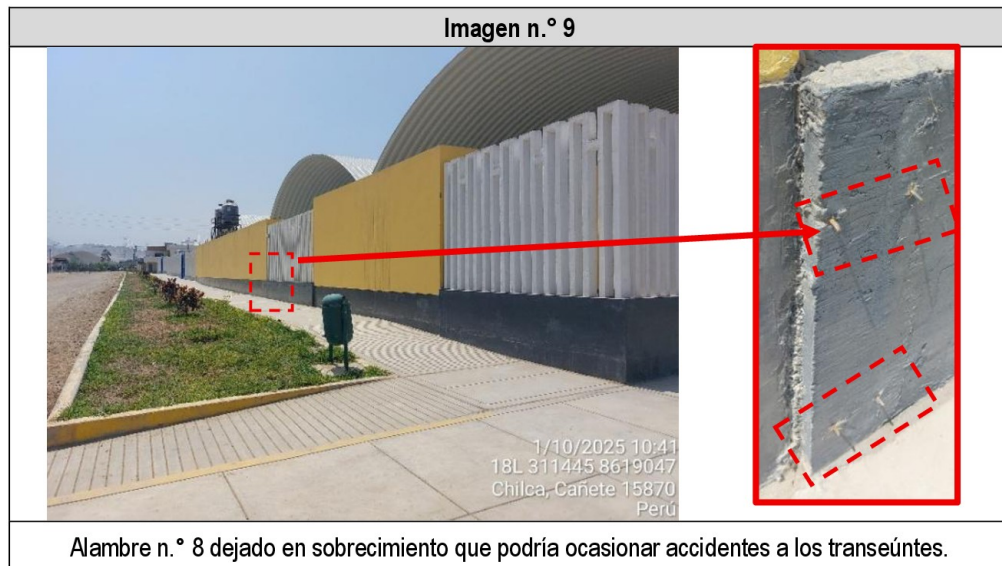 Imagen n.° 9
1/10/2025 10:41
18L 311445 8619047
Chilca, Cañete 15870
Perú
Alambre n.° 8 dejado en sobrecimiento que podría ocasionar accidentes a los transeúntes.